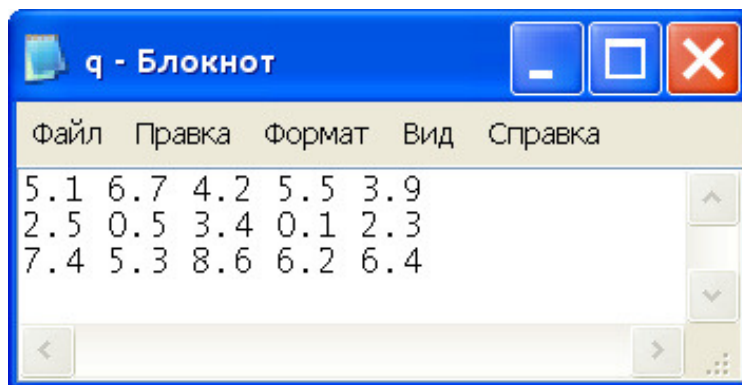 q - Блокнот
Файл Правка Формат Вид Справка
5.1 6.7 4.2 5.5 3.9
2.5 0.5 3.4 0.1 2.3
7.4 5.3 8.6 6.2 6.4